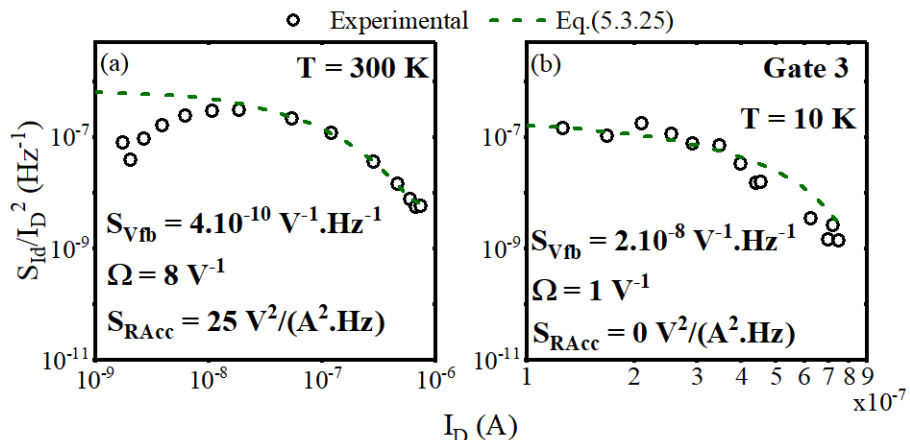 Experimental Eq.(5.3.25)
(a) T = 300 K
(b) Gate 3
T = 10 K
S_Id/I_D^2 (Hz^-1)
10^-7
10^-9
10^-11
S_Vfb = 4.10^-10 V^-1.Hz^-1
Ω = 8 V^-1
S_RAcc = 25 V^2/(A^2.Hz)
10^-9 10^-8 10^-7 10^-6
10^-7
10^-9
10^-11
S_Vfb = 2.10^-8 V^-1.Hz^-1
Ω = 1 V^-1
S_RAcc = 0 V^2/(A^2.Hz)
1 2 3 4 5 6 7 8 9
x10^-7
I_D (A)